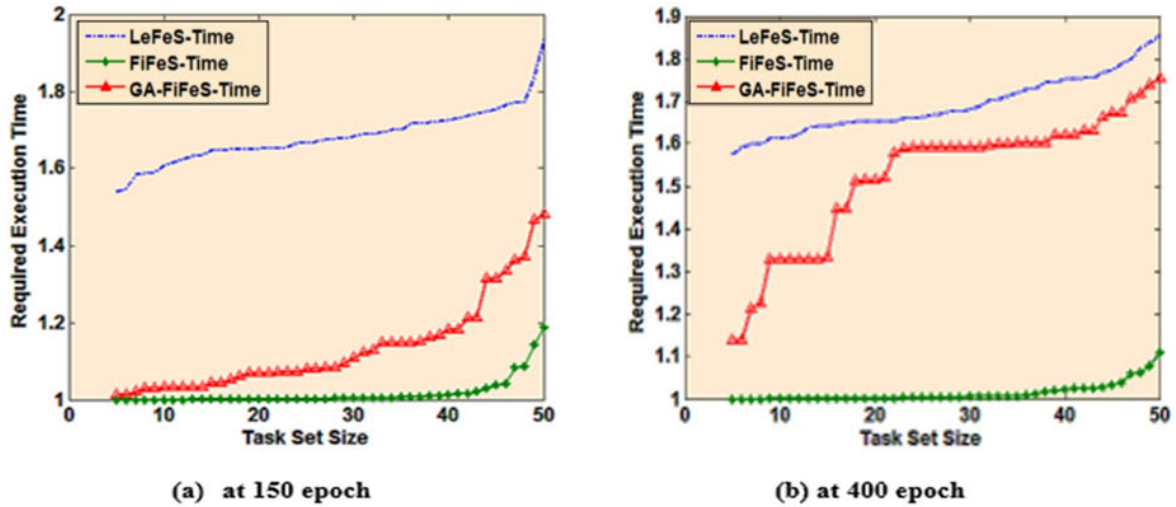 2
LeFeS-Time
FiFeS-Time
GA-FiFeS-Time
1.8
1.6
1.4
1.2
1
Required Execution Time
0 10 20 30 40 50
Task Set Size
(a) at 150 epoch
1.9
LeFeS-Time
FiFeS-Time
GA-FiFeS-Time
1.8
1.7
1.6
1.5
1.4
1.3
1.2
1.1
1
Required Execution Time
0 10 20 30 40 50
Task Set Size
(b) at 400 epoch